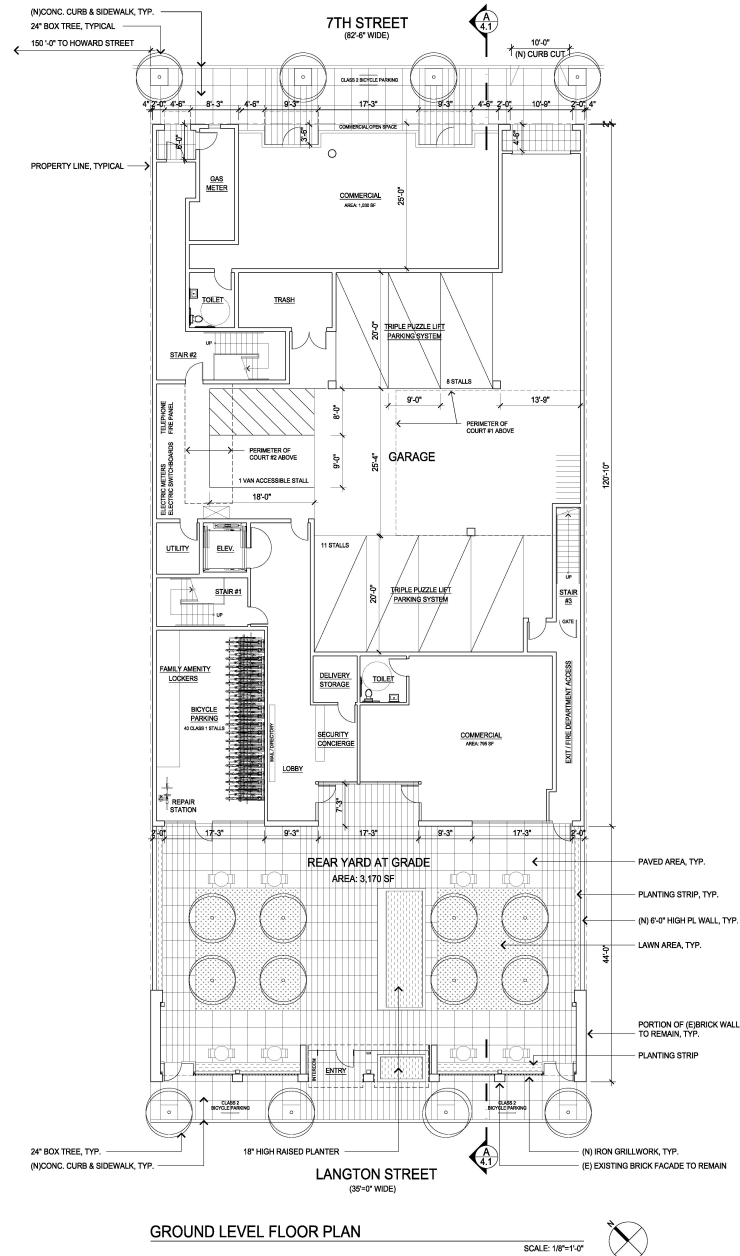 (N)CONC. CURB & SIDEWALK, TYP.
24" BOX TREE, TYPICAL
150 '-0" TO HOWARD STREET
7TH STREET
(82'-6" WIDE)
A
4.1
10'-0"
(N) CURB CUT
CLASS 2 BICYCLE PARKING
4" 2'-0" 4'-6" 8'- 3" 4'-6" 9'-3" 17'-3" 9'-3" 4'-6" 2'-0" 10'-9" 2'-0" 4"
COMMERCIAL OPEN SPACE
6'-0"
3'-6"
4'-6"
2'
PROPERTY LINE, TYPICAL
GAS
METER
COMMERCIAL
AREA: 1,030 SF
25'-0"
TOILET
TRASH
20'-0"
TRIPLE PUZZLE LIFT
PARKING SYSTEM
UP
STAIR #2
8 STALLS
9'-0"
13'-9"
TELEPHONE
FIRE PANEL
8'-0"
PERIMETER OF
COURT #1 ABOVE
ELECTRIC METERS
ELECTRIC SWITCHBOARDS
PERIMETER OF
COURT #2 ABOVE
9'-0"
25'-4"
GARAGE
1 VAN ACCESSIBLE STALL
18'-0"
120'-10"
UTILITY
ELEV.
11 STALLS
STAIR #1
UP
20'-0"
TRIPLE PUZZLE LIFT
PARKING SYSTEM
UP
STAIR
#3
GATE
FAMILY AMENITY
LOCKERS
DELIVERY
STORAGE
TOILET
BICYCLE
PARKING
40 CLASS 1 STALLS
MAIL / DIRECTORY
SECURITY
CONCIERGE
COMMERCIAL
AREA: 795 SF
EXIT / FIRE DEPARTMENT ACCESS
LOBBY
REPAIR
STATION
7'-3"
2'-0" 17'-3" 9'-3" 17'-3" 9'-3" 17'-3" 2'-0"
REAR YARD AT GRADE
AREA: 3,170 SF
PAVED AREA, TYP.
PLANTING STRIP, TYP.
(N) 6'-0" HIGH PL WALL, TYP.
LAWN AREA, TYP.
44'-0"
PORTION OF (E)BRICK WALL
TO REMAIN, TYP.
PLANTING STRIP
INTERCOM
ENTRY
CLASS 2
BICYCLE PARKING
CLASS 2
BICYCLE PARKING
24" BOX TREE, TYP.
(N)CONC. CURB & SIDEWALK, TYP.
18" HIGH RAISED PLANTER
A
4.1
(N) IRON GRILLWORK, TYP.
(E) EXISTING BRICK FACADE TO REMAIN
LANGTON STREET
(35'=0" WIDE)
GROUND LEVEL FLOOR PLAN
SCALE: 1/8"=1'-0"
N